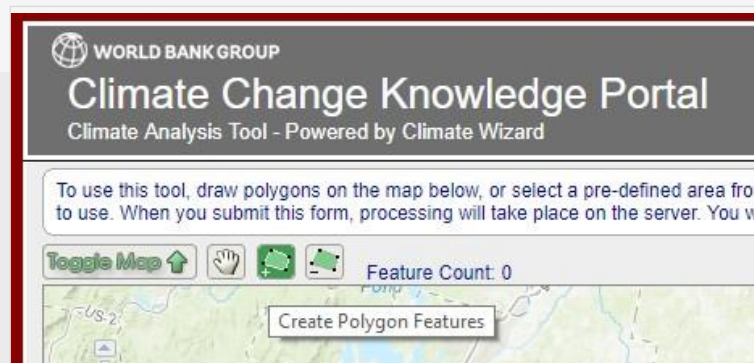 WORLD BANK GROUP
Climate Change Knowledge Portal
Climate Analysis Tool - Powered by Climate Wizard
To use this tool, draw polygons on the map below, or select a pre-defined area fro
to use. When you submit this form, processing will take place on the server. You w
Toggle Map
Feature Count: 0
Pond
US-2
Create Polygon Features